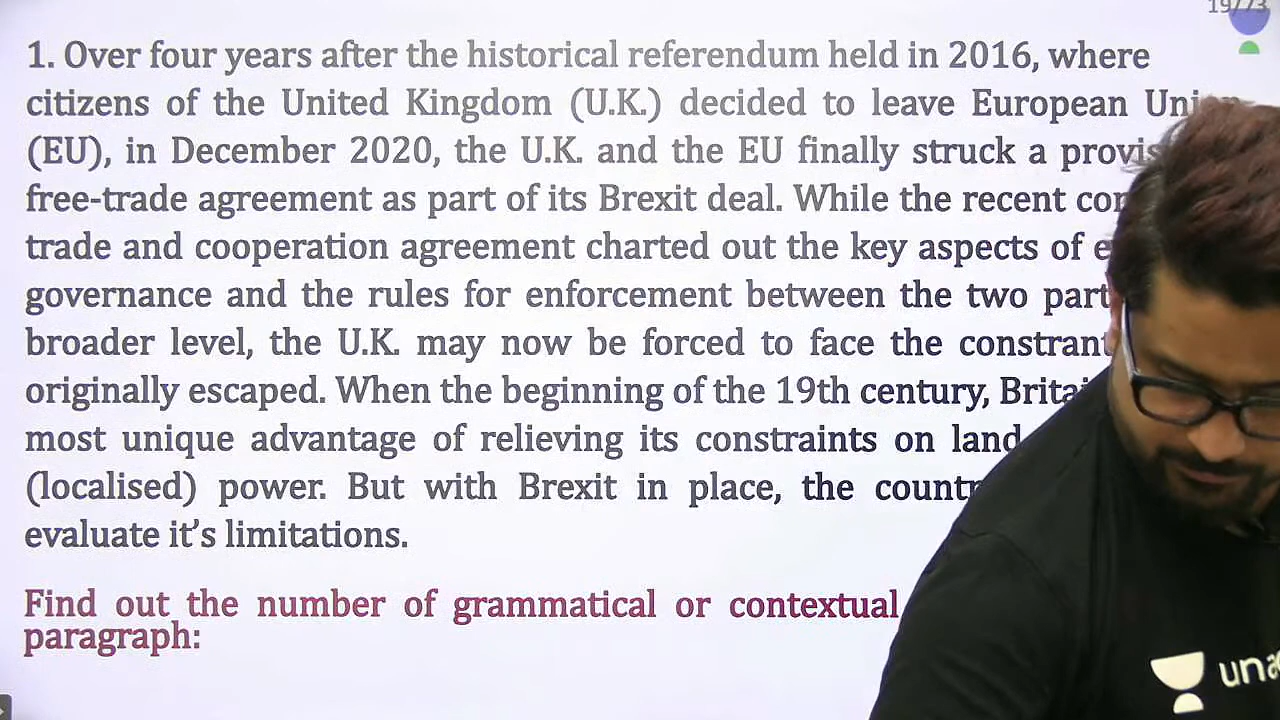 19/73
1. Over four years after the historical referendum held in 2016, where
citizens of the United Kingdom (U.K.) decided to leave European
(EU), in December 2020, the U.K. and the EU finally struck a
free-trade agreement as part of its Brexit deal. While the recent
trade and cooperation agreement charted out the key aspects of
governance and the rules for enforcement between the two
broader level, the U.K. may now be forced to face the
originally escaped. When the beginning of the 19th century,
most unique advantage of relieving its constraints on land
(localised) power. But with Brexit in place, the
evaluate it's limitations.
Find out the number of grammatical or contextual
paragraph: